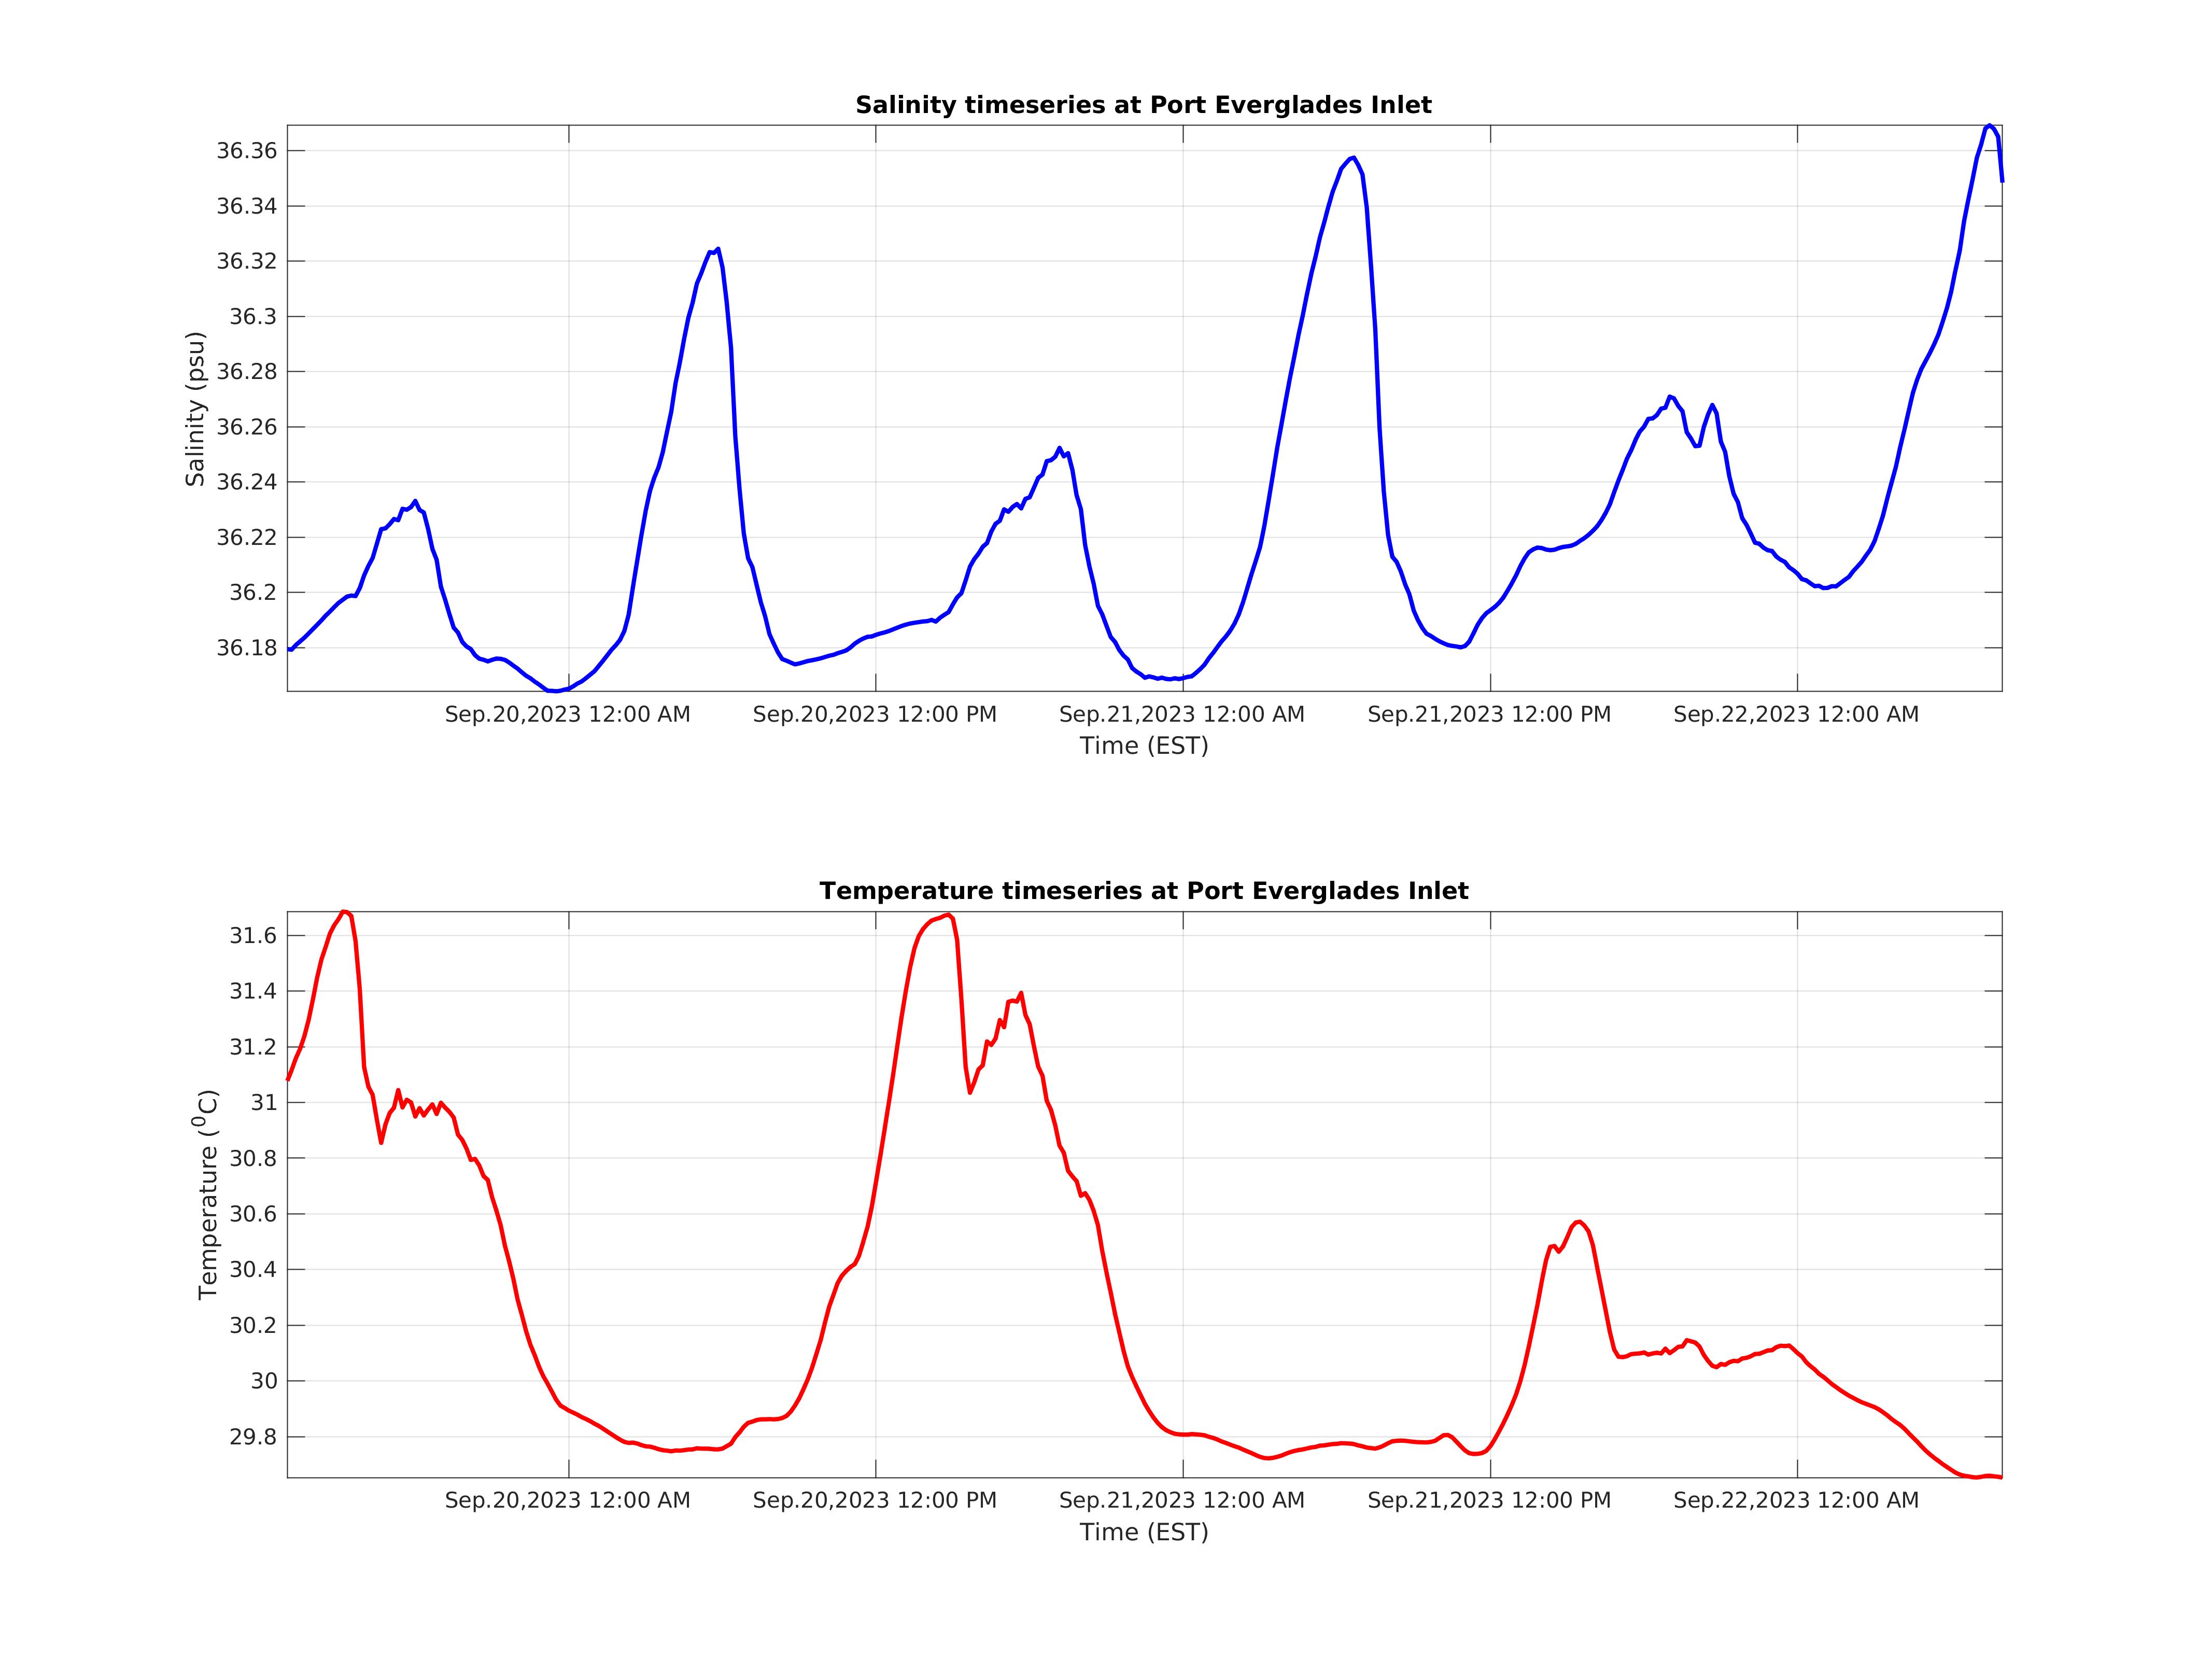 Salinity timeseries at Port Everglades Inlet
36.36
36.34
36.32
36.3
36.28
36.26
36.24
36.22
36.2
36.18
Salinity (psu)
Sep.20,2023 12:00 AM Sep.20,2023 12:00 PM Sep.21,2023 12:00 AM Sep.21,2023 12:00 PM Sep.22,2023 12:00 AM
Time (EST)
Temperature timeseries at Port Everglades Inlet
31.6
31.4
31.2
31
30.8
30.6
30.4
30.2
30
29.8
Temperature (⁰C)
Sep.20,2023 12:00 AM Sep.20,2023 12:00 PM Sep.21,2023 12:00 AM Sep.21,2023 12:00 PM Sep.22,2023 12:00 AM
Time (EST)